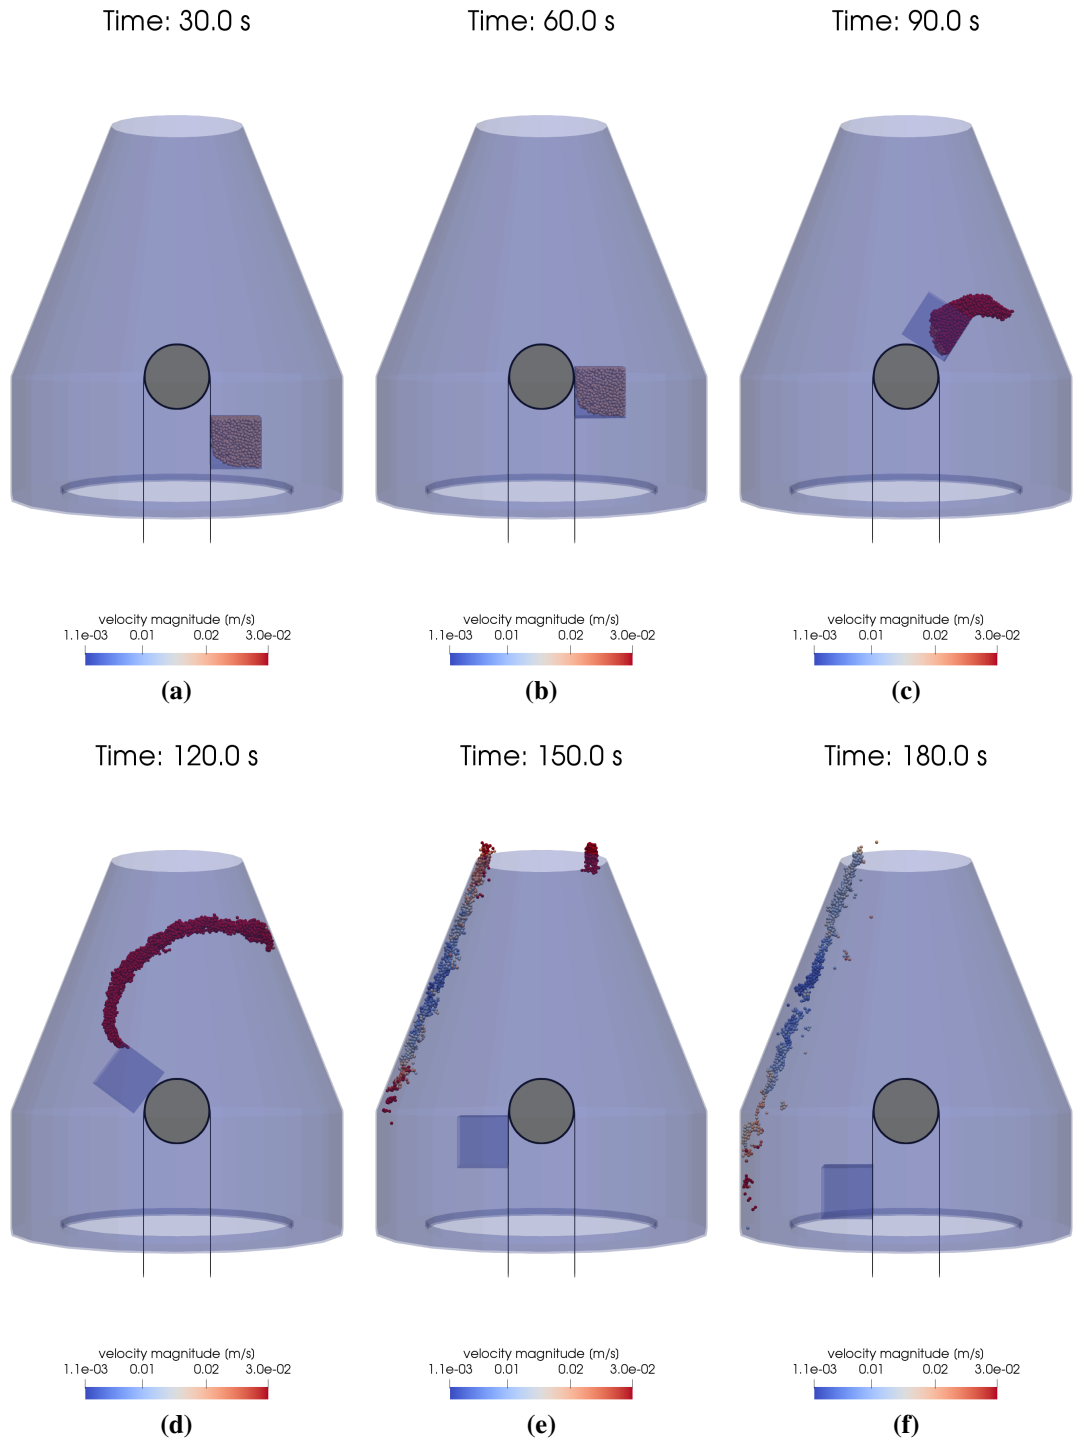 Time: 30.0 s
Time: 60.0 s
Time: 90.0 s
velocity magnitude (m/s)
1.1e-03 0.01 0.02 3.0e-02
(a)
velocity magnitude (m/s)
1.1e-03 0.01 0.02 3.0e-02
(b)
velocity magnitude (m/s)
1.1e-03 0.01 0.02 3.0e-02
(c)
Time: 120.0 s
Time: 150.0 s
Time: 180.0 s
velocity magnitude (m/s)
1.1e-03 0.01 0.02 3.0e-02
(d)
velocity magnitude (m/s)
1.1e-03 0.01 0.02 3.0e-02
(e)
velocity magnitude (m/s)
1.1e-03 0.01 0.02 3.0e-02
(f)